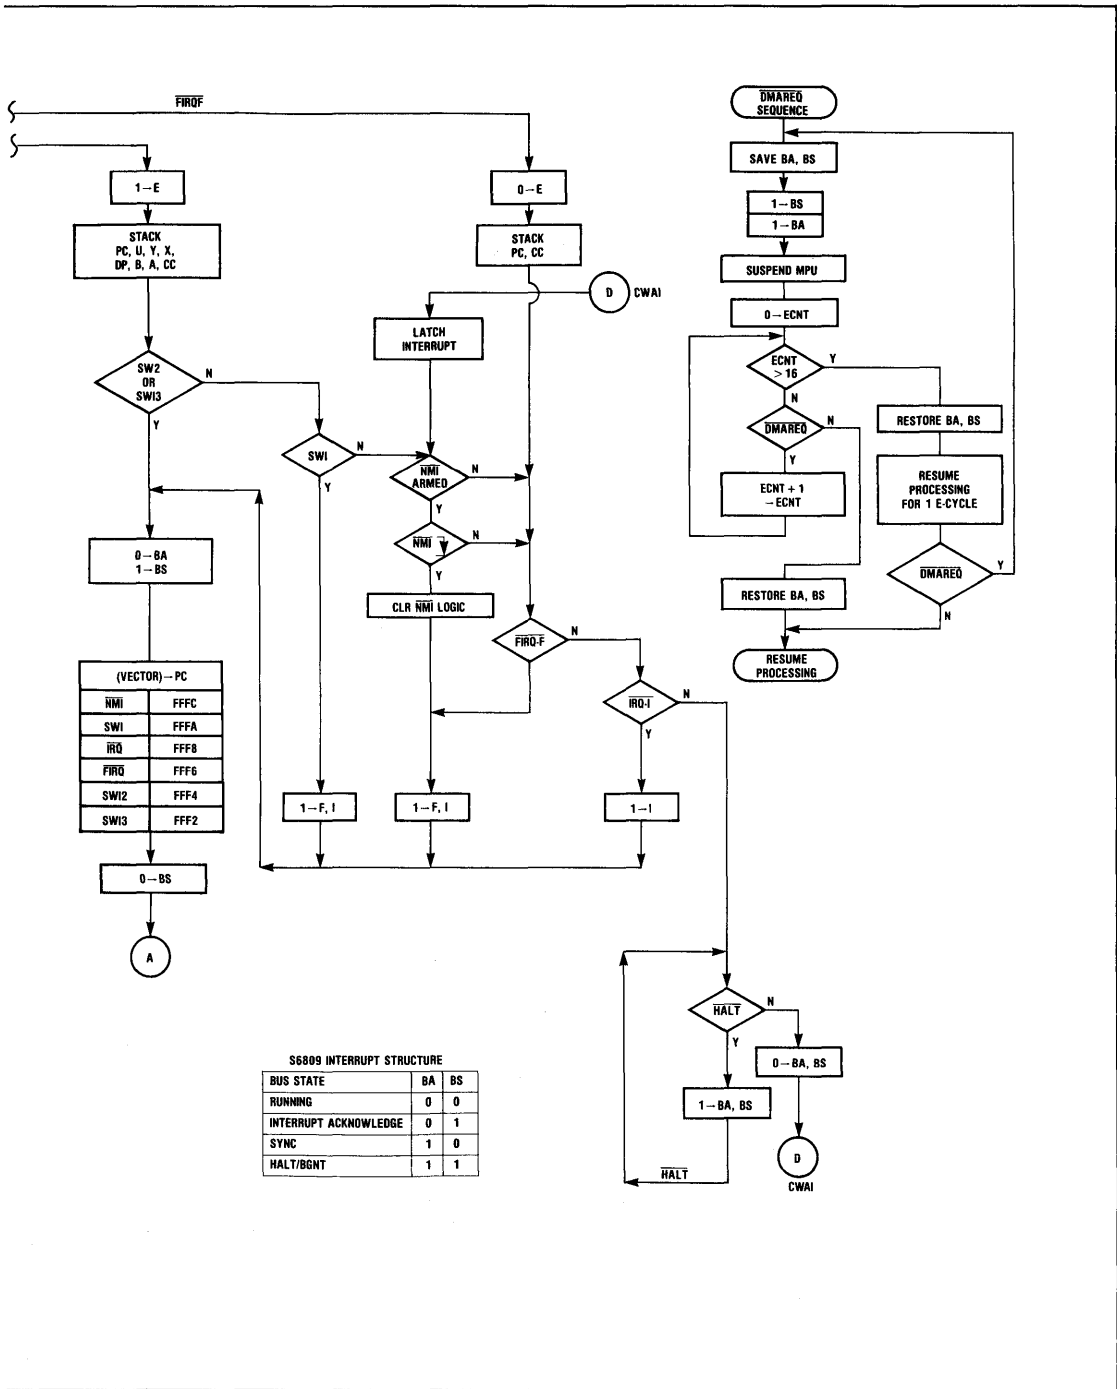 FIRQF
1→E
STACK
PC, U, Y, X,
DP, B, A, CC
SW2
OR
SWI3
N
Y
0→BA
1→BS
(VECTOR)→PC
NMI FFFC
SWI FFFA
IRQ FFF8
FIRQ FFF6
SWI2 FFF4
SWI3 FFF2
0→BS
A
SWI
N
Y
1→F, I
0→E
STACK
PC, CC
D CWAI
LATCH
INTERRUPT
NMI
ARMED
N
Y
NMI
N
Y
CLR NMI LOGIC
1→F, I
FIRQ·F
N
IRQ·I
N
Y
1→I
HALT
N
Y
0→BA, BS
1→BA, BS
HALT
D
CWAI
DMAREQ
SEQUENCE
SAVE BA, BS
1→BS
1→BA
SUSPEND MPU
0→ECNT
ECNT
> 16
Y
N
DMAREQ
N
Y
ECNT + 1
→ECNT
RESTORE BA, BS
RESTORE BA, BS
RESUME
PROCESSING
FOR 1 E-CYCLE
DMAREQ
Y
N
RESUME
PROCESSING
S6809 INTERRUPT STRUCTURE
BUS STATE BA BS
RUNNING 0 0
INTERRUPT ACKNOWLEDGE 0 1
SYNC 1 0
HALT/BGNT 1 1